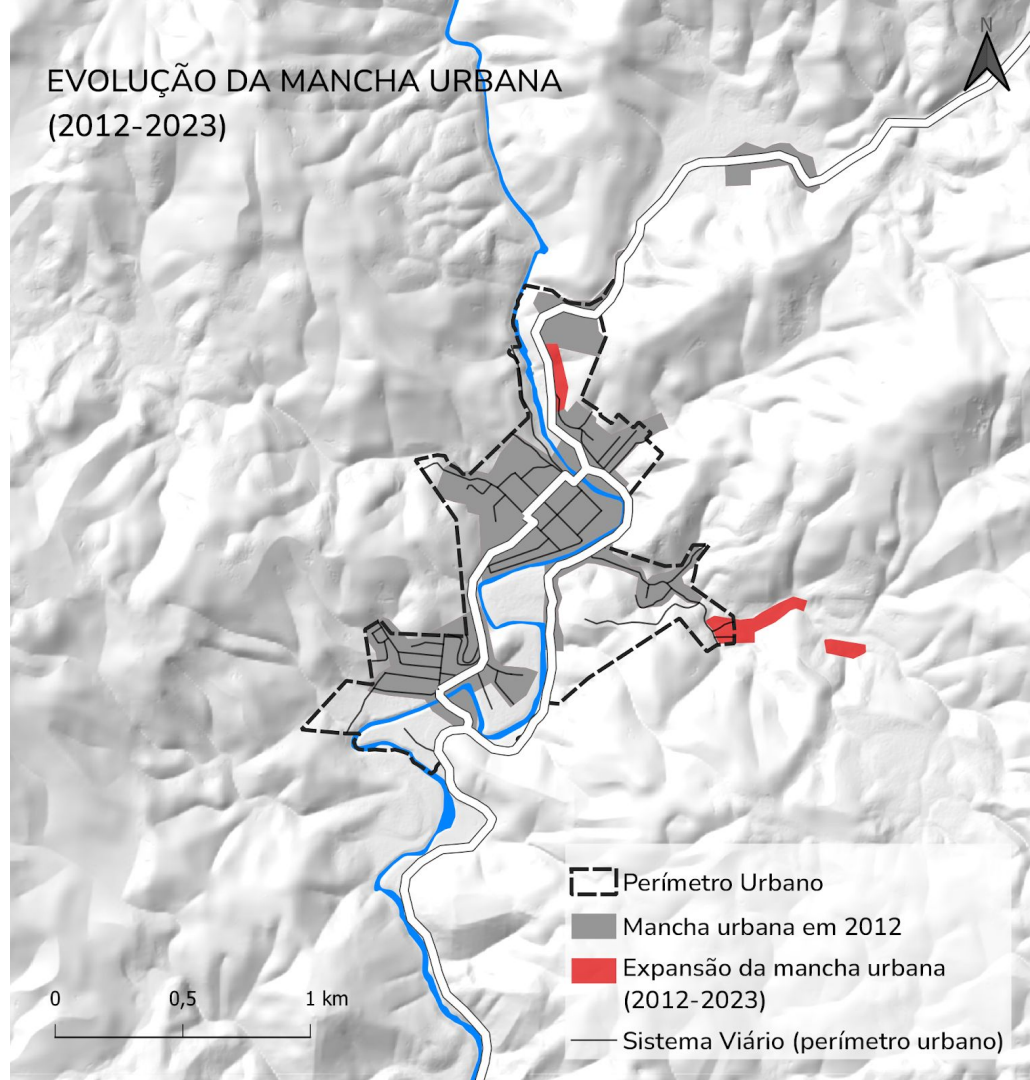 N
EVOLUÇÃO DA MANCHA URBANA
(2012-2023)
Perímetro Urbano
Mancha urbana em 2012
Expansão da mancha urbana
(2012-2023)
Sistema Viário (perímetro urbano)
0 0,5 1 km